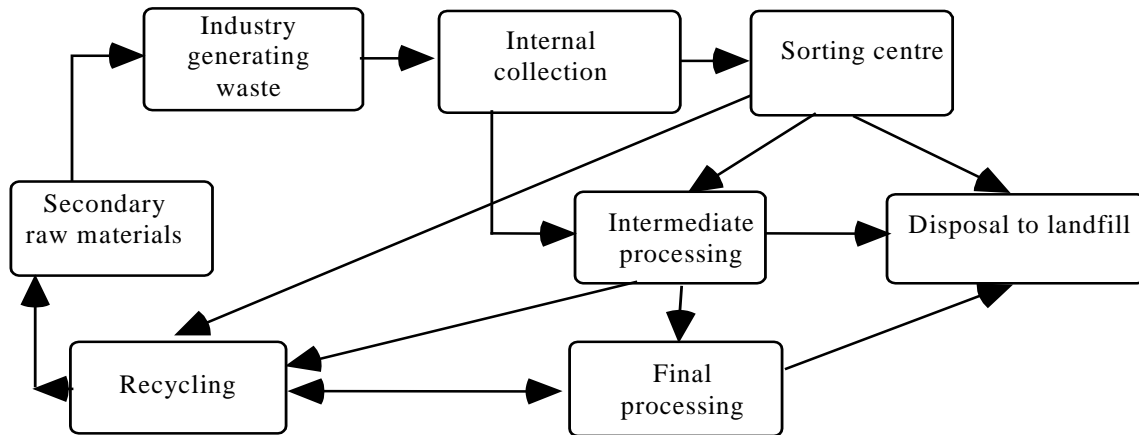 Industry
generating
waste
Internal
collection
Sorting centre
Secondary
raw materials
Intermediate
processing
Disposal to landfill
Recycling
Final
processing